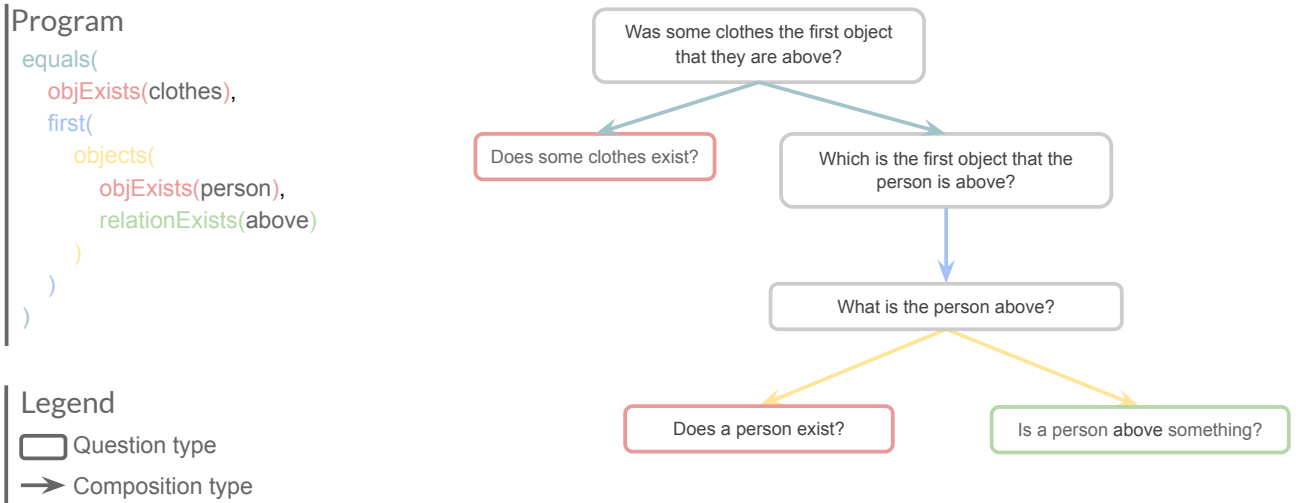 Program
equals(
objExists(clothes),
first(
objects(
objExists(person),
relationExists(above)
)
)
)
Legend
Question type
Composition type
Was some clothes the first object
that they are above?
Does some clothes exist?
Which is the first object that the
person is above?
What is the person above?
Does a person exist?
Is a person above something?